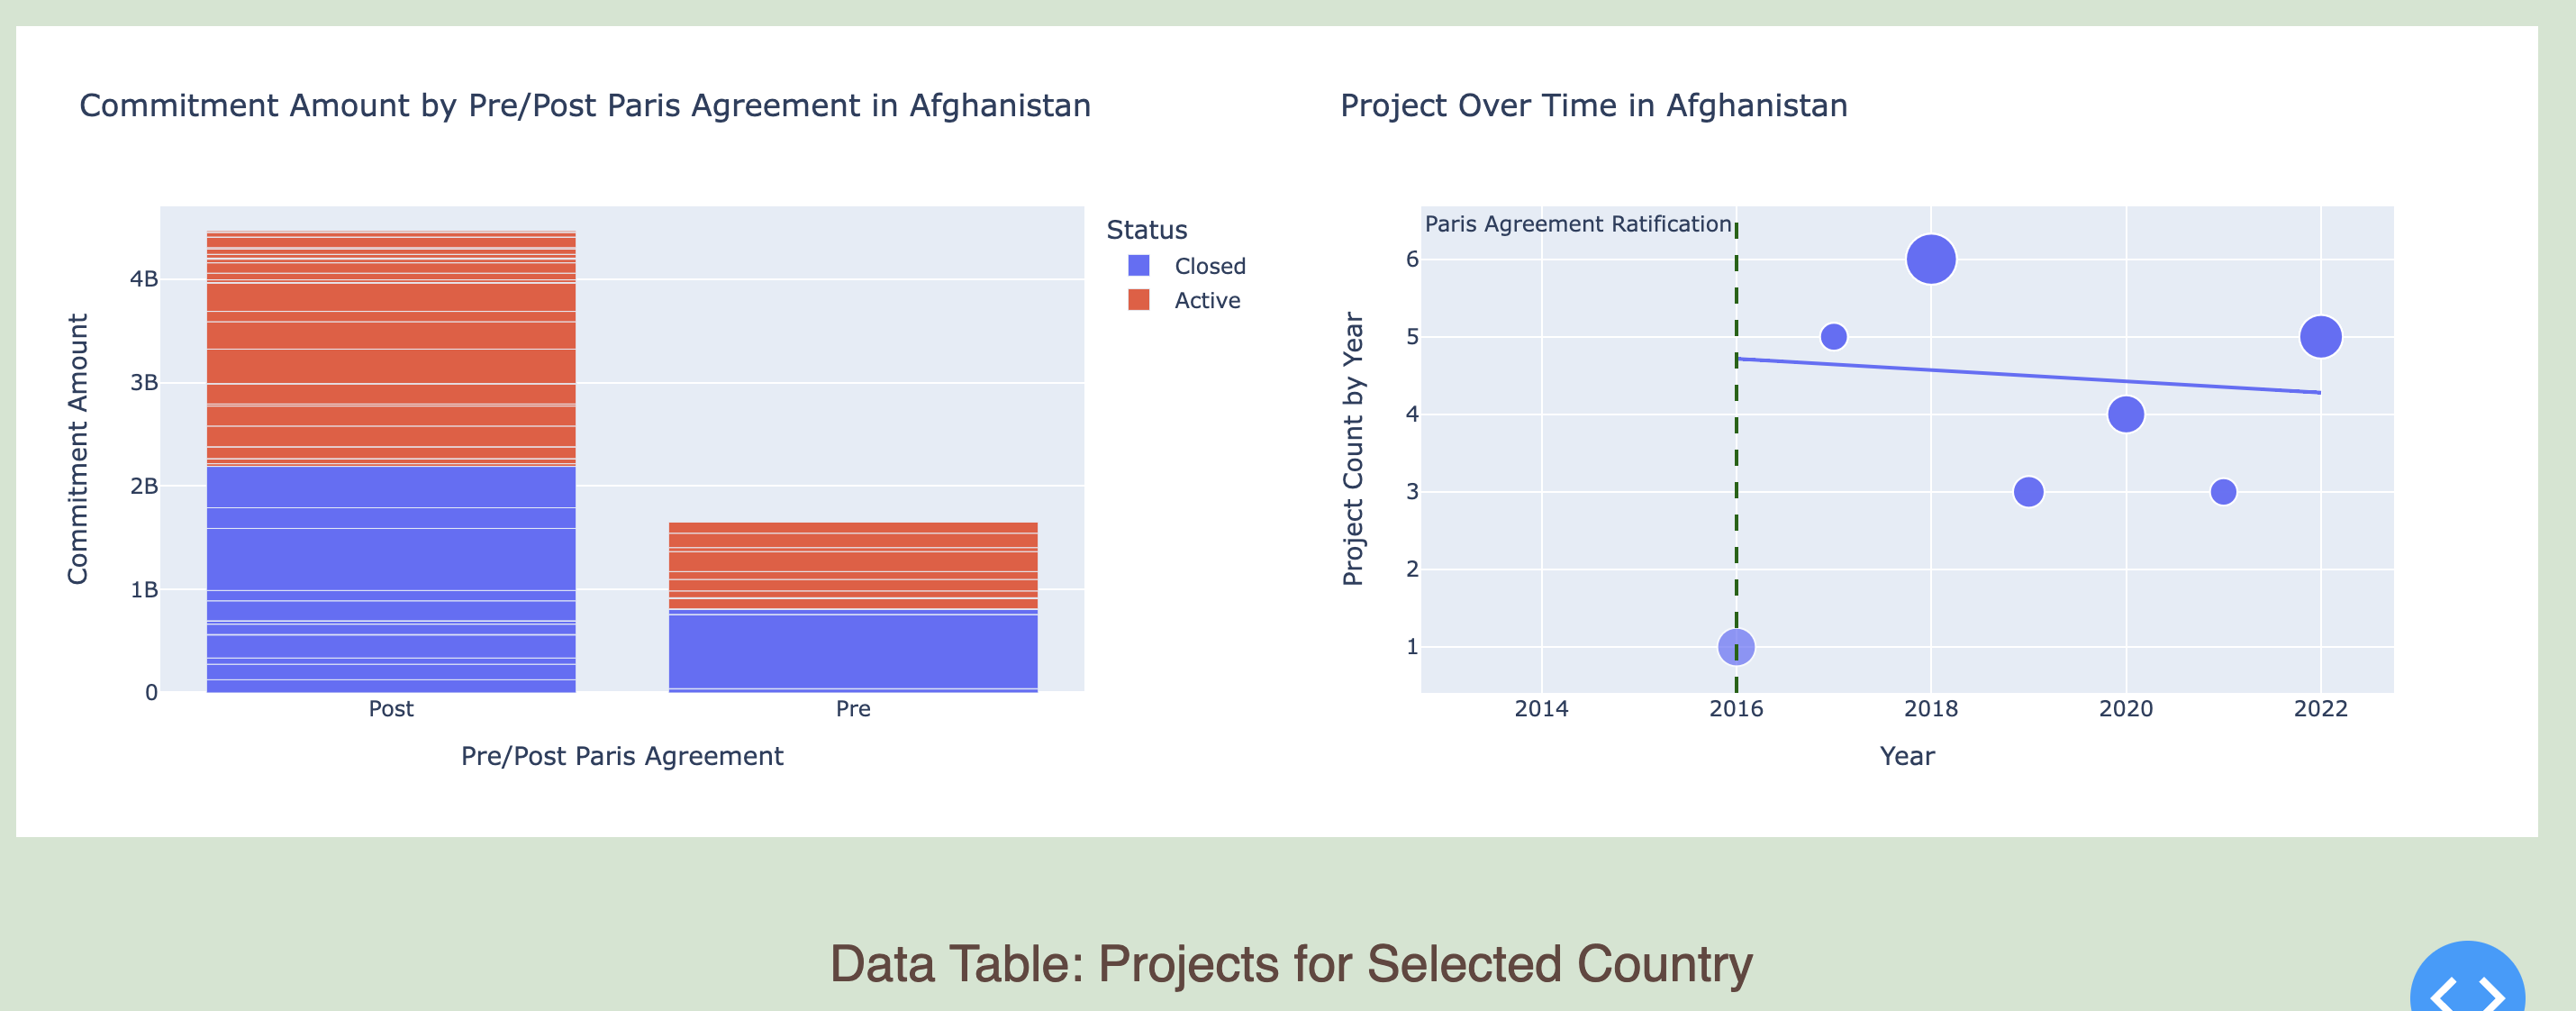 Commitment Amount by Pre/Post Paris Agreement in Afghanistan
Commitment Amount
4B
3B
2B
1B
0
Post
Pre
Pre/Post Paris Agreement
Status
Closed
Active
Project Over Time in Afghanistan
Project Count by Year
Paris Agreement Ratification
6
5
4
3
2
1
2014
2016
2018
2020
2022
Year
Data Table: Projects for Selected Country